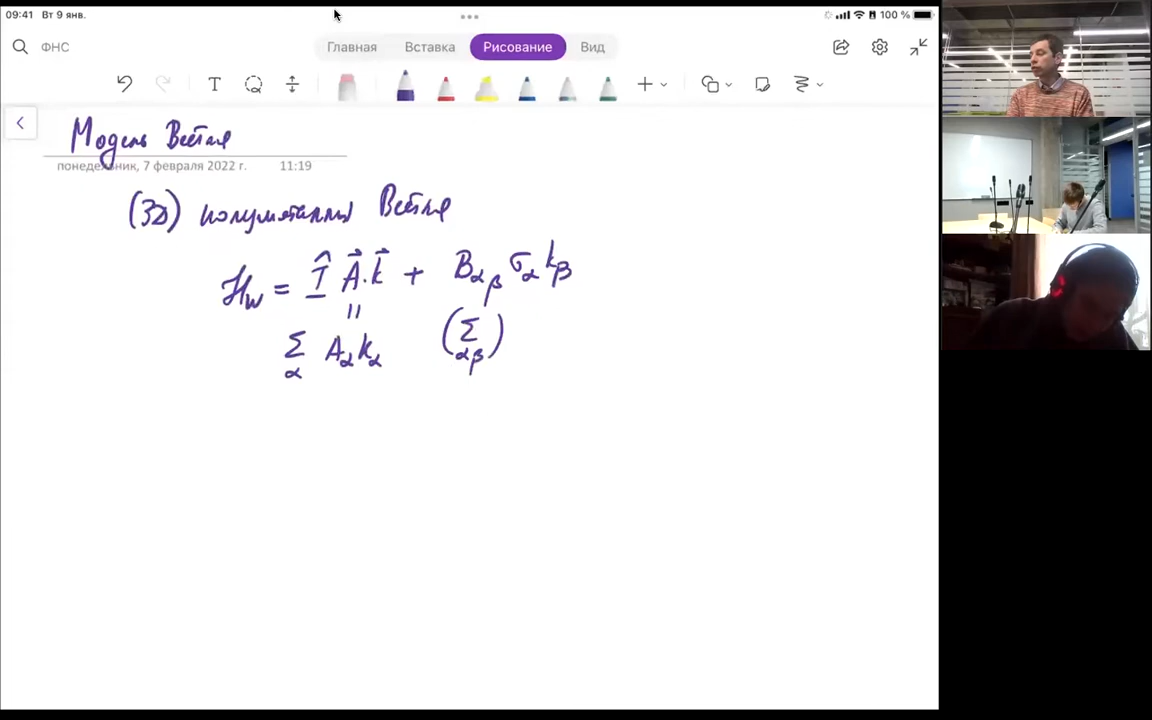 09:41 Вт 9 янв. 100 %
ФНС Главная Вставка Рисование Вид
Модель Вейля
понедельник, 7 февраля 2022 г. 11:19
(3D) полуметаллы Вейля
H_W = Î A⃗·k⃗ + B_αβ σ_α k_β
=
Σ_α A_α k_α (Σ_αβ)